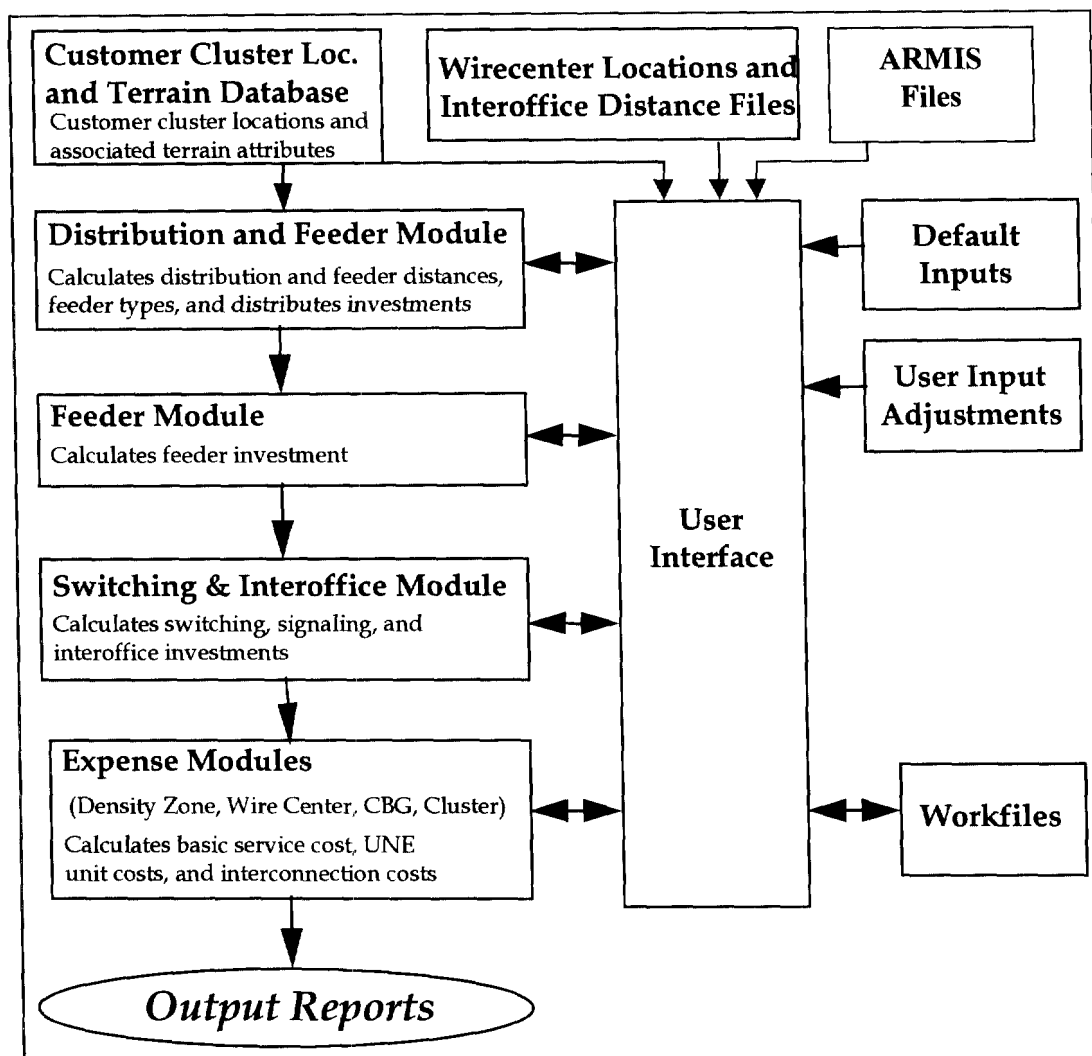 Customer Cluster Loc.
and Terrain Database
Customer cluster locations and
associated terrain attributes
Wirecenter Locations and
Interoffice Distance Files
ARMIS
Files
Distribution and Feeder Module
Calculates distribution and feeder distances,
feeder types, and distributes investments
Default
Inputs
User Input
Adjustments
Feeder Module
Calculates feeder investment
User
Interface
Switching & Interoffice Module
Calculates switching, signaling, and
interoffice investments
Expense Modules
(Density Zone, Wire Center, CBG, Cluster)
Calculates basic service cost, UNE
unit costs, and interconnection costs
Workfiles
Output Reports